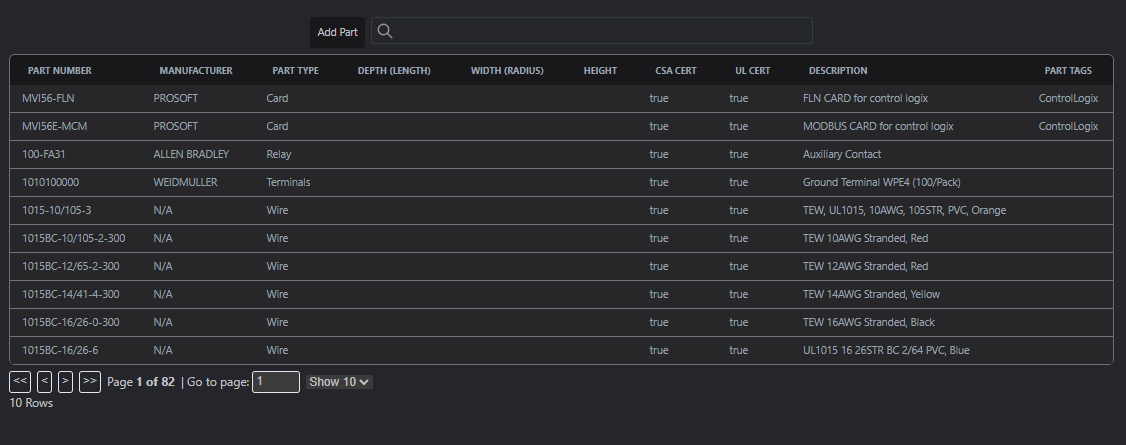 Add Part
PART NUMBER MANUFACTURER PART TYPE DEPTH (LENGTH) WIDTH (RADIUS) HEIGHT CSA CERT UL CERT DESCRIPTION PART TAGS
MVI56-FLN PROSOFT Card true true FLN CARD for control logix ControlLogix
MVI56E-MCM PROSOFT Card true true MODBUS CARD for control logix ControlLogix
100-FA31 ALLEN BRADLEY Relay true true Auxiliary Contact
1010100000 WEIDMULLER Terminals true true Ground Terminal WPE4 (100/Pack)
1015-10/105-3 N/A Wire true true TEW, UL1015, 10AWG, 105STR, PVC, Orange
1015BC-10/105-2-300 N/A Wire true true TEW 10AWG Stranded, Red
1015BC-12/65-2-300 N/A Wire true true TEW 12AWG Stranded, Red
1015BC-14/41-4-300 N/A Wire true true TEW 14AWG Stranded, Yellow
1015BC-16/26-0-300 N/A Wire true true TEW 16AWG Stranded, Black
1015BC-16/26-6 N/A Wire true true UL1015 16 26STR BC 2/64 PVC, Blue
<< < > >> Page 1 of 82 | Go to page: 1 Show 10
10 Rows